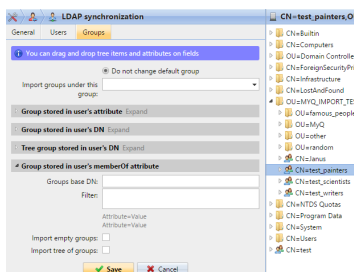 LDAP synchronization
General Users Groups
You can drag and drop tree items and attributes on fields
Do not change default group
Import groups under this
group:
Group stored in user's attribute Expand
Group stored in user's DN Expand
Tree group stored in user's DN Expand
Group stored in user's memberOf attribute
Groups base DN:
Filter:
Attribute=Value
Attribute=Value
Import empty groups:
Import tree of groups:
Save Cancel
CN=test_painters,O
CN=Builtin
CN=Computers
OU=Domain Controlle
CN=ForeignSecurityPri
CN=Infrastructure
CN=LostAndFound
OU=MYQ_IMPORT_TES
OU=famous_people
OU=MyQ
OU=other
OU=random
CN=Janus
CN=test_painters
CN=test_scientists
CN=test_writers
CN=NTDS Quotas
CN=Program Data
CN=System
CN=Users
CN=test